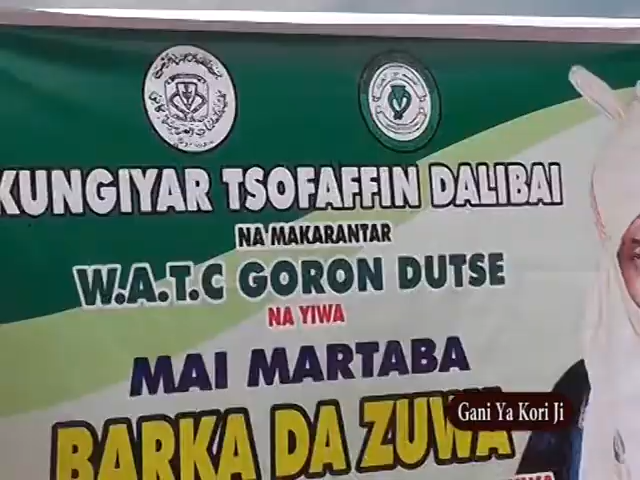 KUNGIYAR TSOFAFFIN DALIBAI
NA MAKARANTAR
W.A.T.C GORON DUTSE
NA YIWA
MAI MARTABA
BARKA DA ZUWA
Gani Ya Kori Ji